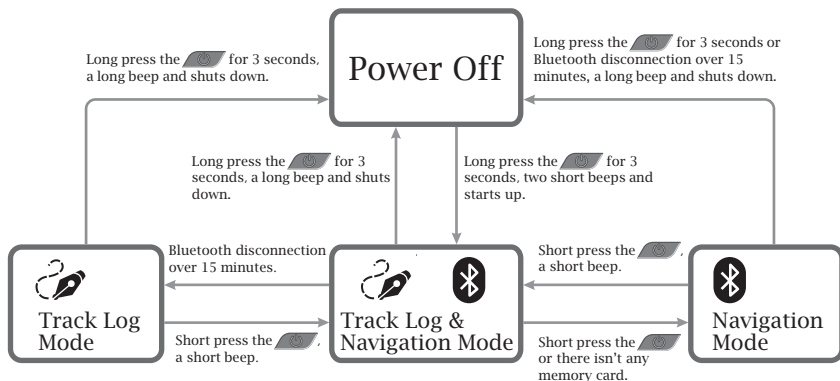 Long press the for 3 seconds,
a long beep and shuts down.
Power Off
Long press the for 3 seconds or
Bluetooth disconnection over 15
minutes, a long beep and shuts down.
Long press the for 3
seconds, a long beep and shuts
down.
Long press the for 3
seconds, two short beeps and
starts up.
Bluetooth disconnection
over 15 minutes.
Short press the ,
a short beep.
Track Log
Mode
Short press the ,
a short beep.
Track Log &
Navigation Mode
Short press the
or there isn't any
memory card.
Navigation
Mode